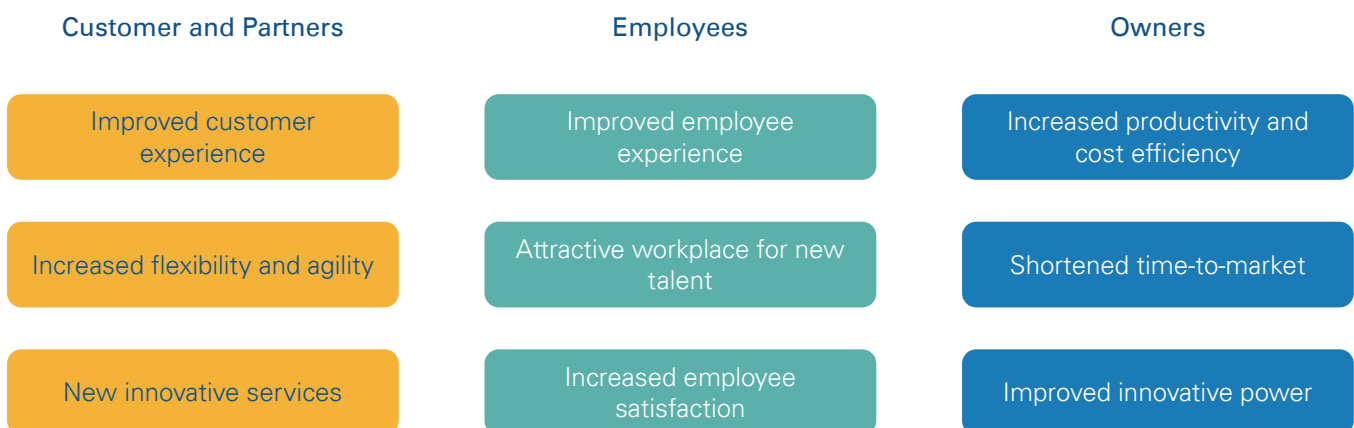 Customer and Partners
Employees
Owners
Improved customer
experience
Improved employee
experience
Increased productivity and
cost efficiency
Increased flexibility and agility
Attractive workplace for new
talent
Shortened time-to-market
New innovative services
Increased employee
satisfaction
Improved innovative power